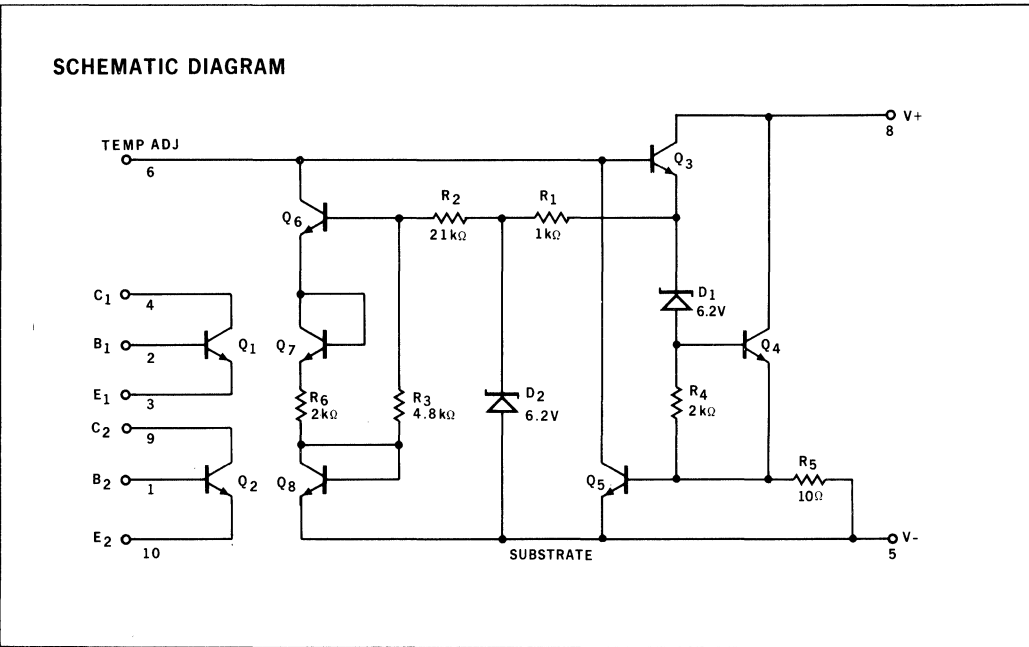 SCHEMATIC DIAGRAM
TEMP ADJ
6
V+
8
Q3
Q6
R2
21kΩ
R1
1kΩ
C1
4
B1
2
Q1
E1
3
Q7
D1
6.2V
Q4
R6
2kΩ
R3
4.8kΩ
D2
6.2V
R4
2kΩ
C2
9
B2
1
Q2
E2
10
Q8
Q5
R5
10Ω
SUBSTRATE
V-
5